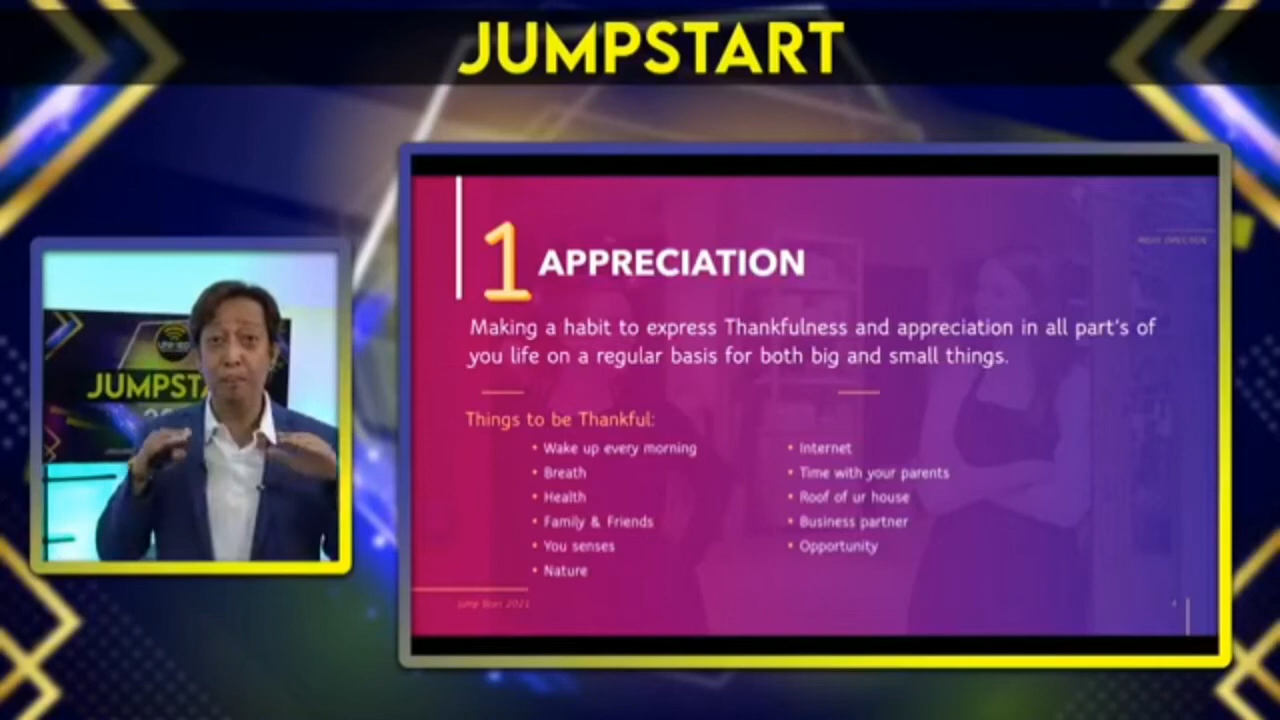 JUMPSTART
1 APPRECIATION
Making a habit to express Thankfulness and appreciation in all part's of
you life on a regular basis for both big and small things.
Things to be Thankful:
• Wake up every morning
• Breath
• Health
• Family & Friends
• You senses
• Nature
• Internet
• Time with your parents
• Roof of ur house
• Business partner
• Opportunity
JUMPSTA